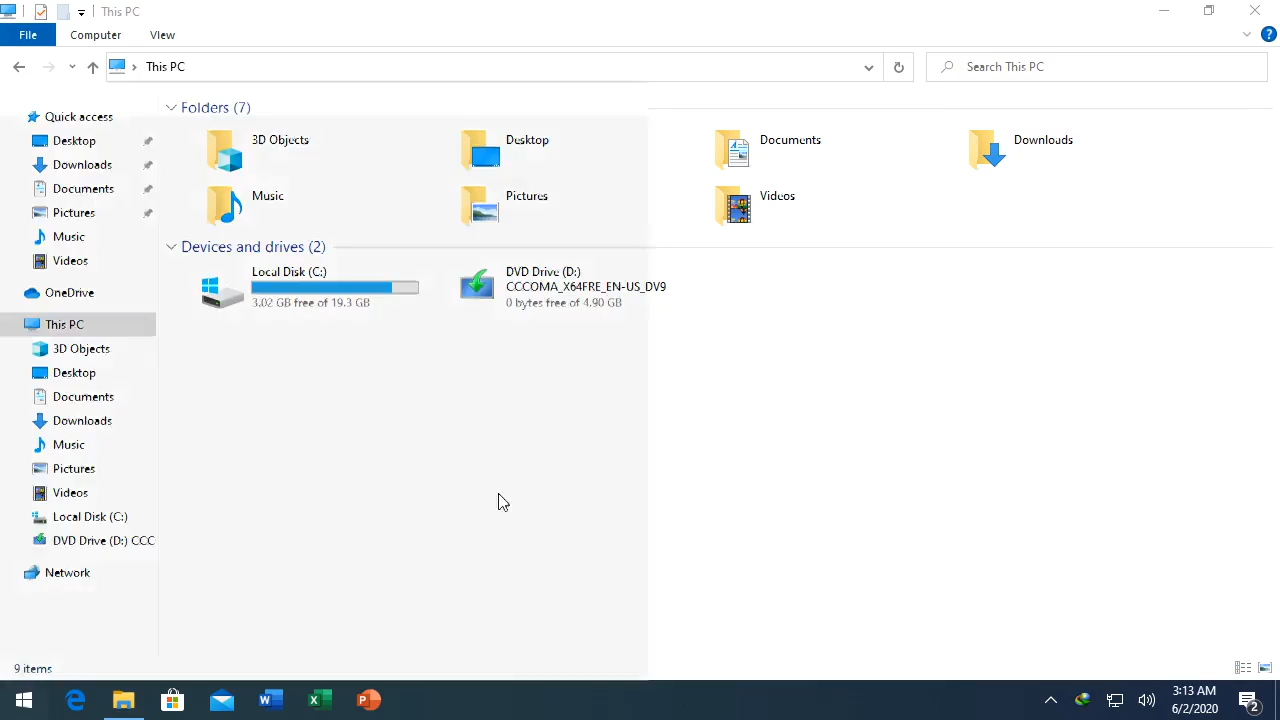 This PC
File
Computer
View
This PC
Search This PC
Quick access
Desktop
Downloads
Documents
Pictures
Music
Videos
OneDrive
This PC
3D Objects
Desktop
Documents
Downloads
Music
Pictures
Videos
Local Disk (C:)
DVD Drive (D:) CCC
Network
Folders (7)
3D Objects
Desktop
Documents
Downloads
Music
Pictures
Videos
Devices and drives (2)
Local Disk (C:)
3.02 GB free of 19.3 GB
DVD Drive (D:)
CCCOMA_X64FRE_EN-US_DV9
0 bytes free of 4.90 GB
9 items
3:13 AM
6/2/2020
2